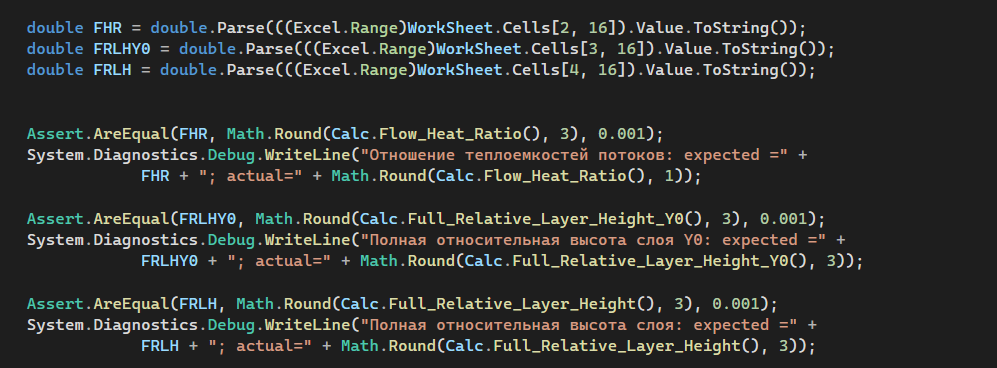 double FHR = double.Parse(((Excel.Range)WorkSheet.Cells[2, 16]).Value.ToString());
double FRLHY0 = double.Parse(((Excel.Range)WorkSheet.Cells[3, 16]).Value.ToString());
double FRLH = double.Parse(((Excel.Range)WorkSheet.Cells[4, 16]).Value.ToString());
Assert.AreEqual(FHR, Math.Round(Calc.Flow_Heat_Ratio(), 3), 0.001);
System.Diagnostics.Debug.WriteLine("Отношение теплоемкостей потоков: expected =" +
FHR + "; actual=" + Math.Round(Calc.Flow_Heat_Ratio(), 1));
Assert.AreEqual(FRLHY0, Math.Round(Calc.Full_Relative_Layer_Height_Y0(), 3), 0.001);
System.Diagnostics.Debug.WriteLine("Полная относительная высота слоя Y0: expected =" +
FRLHY0 + "; actual=" + Math.Round(Calc.Full_Relative_Layer_Height_Y0(), 3));
Assert.AreEqual(FRLH, Math.Round(Calc.Full_Relative_Layer_Height(), 3), 0.001);
System.Diagnostics.Debug.WriteLine("Полная относительная высота слоя: expected =" +
FRLH + "; actual=" + Math.Round(Calc.Full_Relative_Layer_Height(), 3));